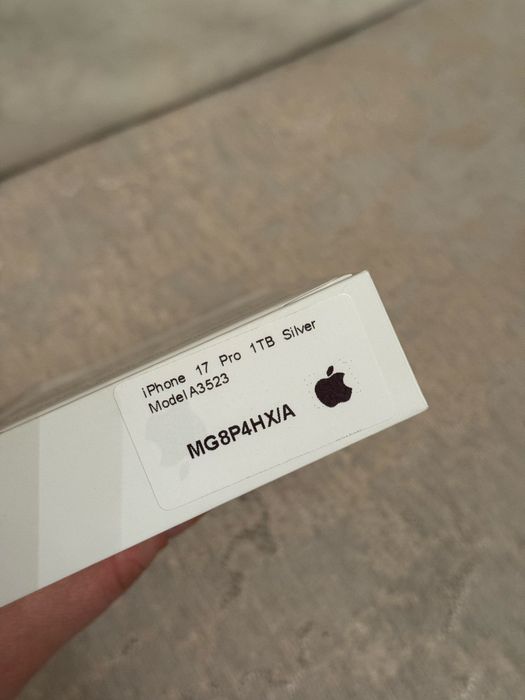 iPhone 17 Pro 1TB Silver
Model A3523
MG8P4HX/A